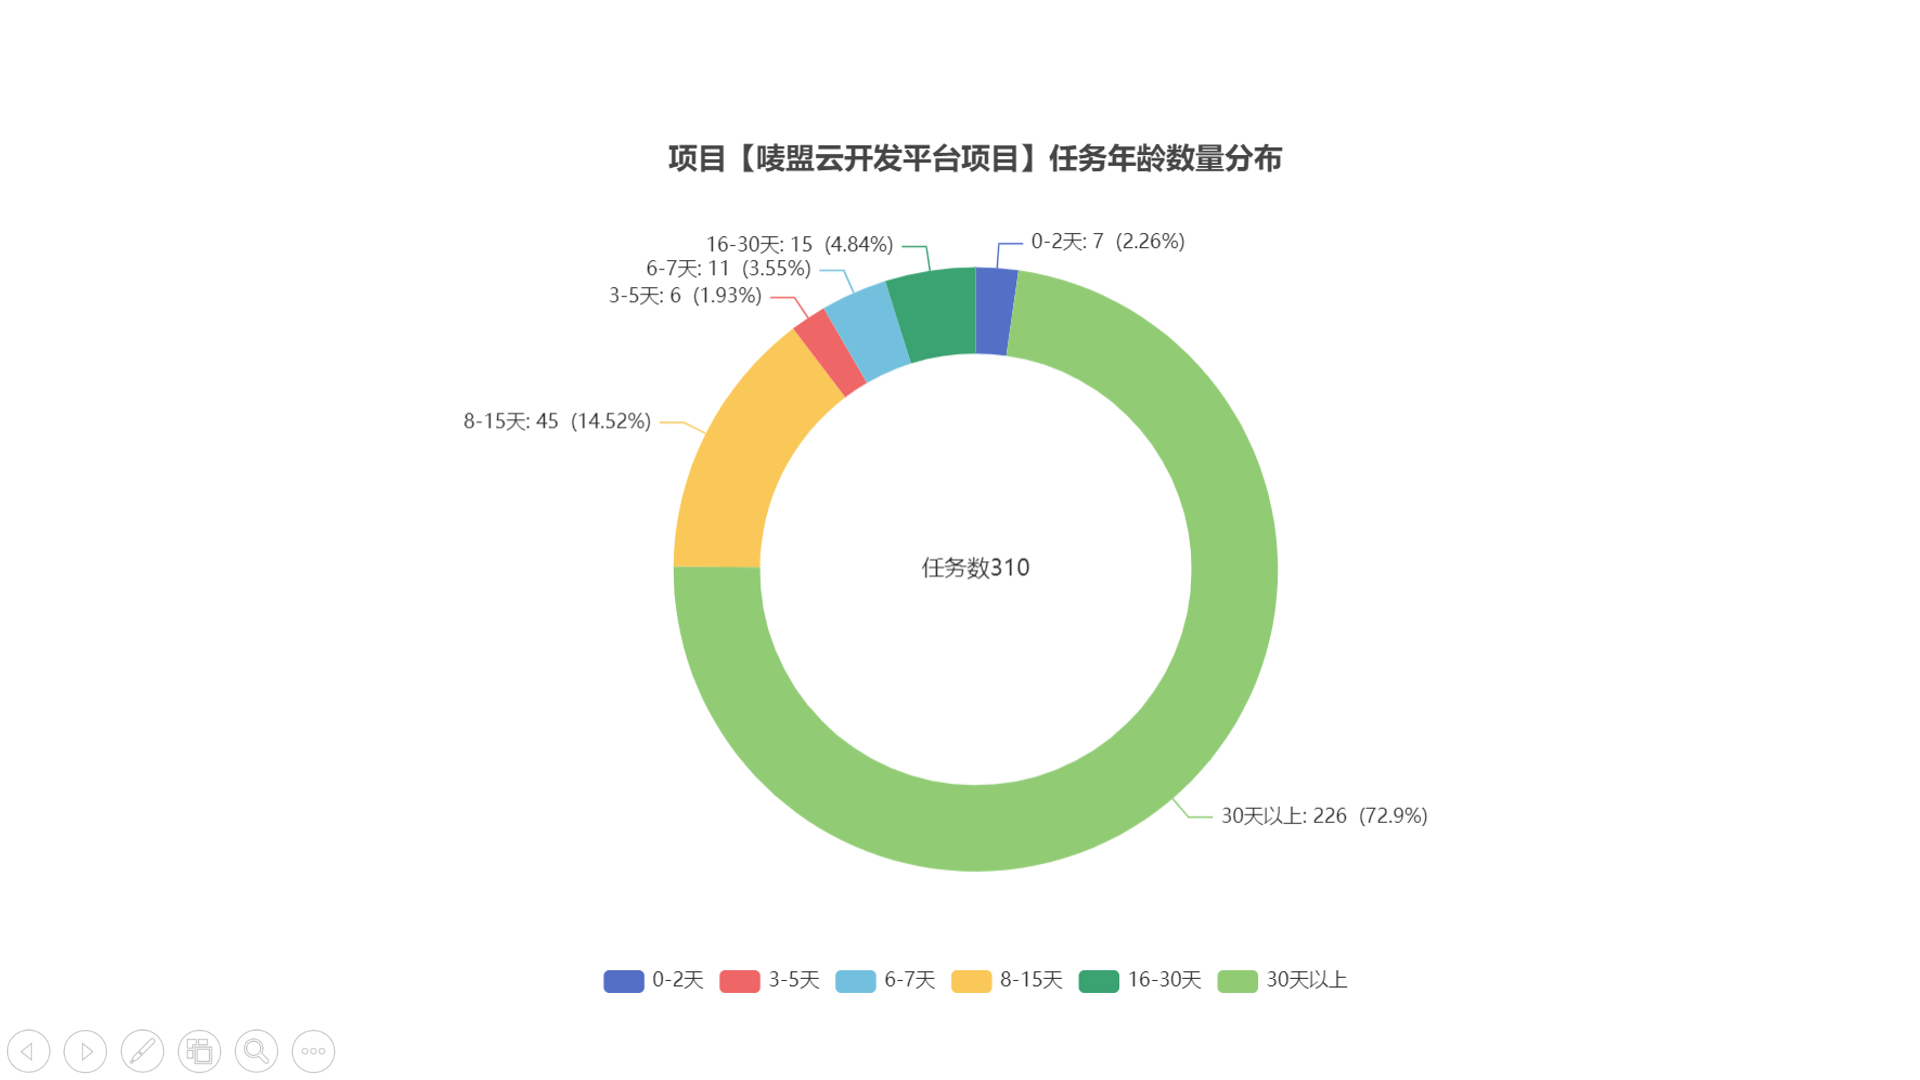 项目【唛盟云开发平台项目】任务年龄数量分布
16-30天: 15 (4.84%)
0-2天: 7 (2.26%)
6-7天: 11 (3.55%)
3-5天: 6 (1.93%)
8-15天: 45 (14.52%)
任务数310
30天以上: 226 (72.9%)
0-2天 3-5天 6-7天 8-15天 16-30天 30天以上